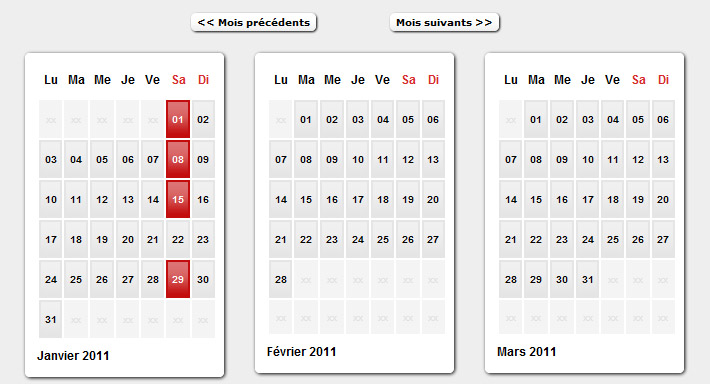 << Mois précédents
Mois suivants >>
Lu Ma Me Je Ve Sa Di
xx xx xx xx xx 01 02
03 04 05 06 07 08 09
10 11 12 13 14 15 16
17 18 19 20 21 22 23
24 25 26 27 28 29 30
31 xx xx xx xx xx xx
Janvier 2011
Lu Ma Me Je Ve Sa Di
xx 01 02 03 04 05 06
07 08 09 10 11 12 13
14 15 16 17 18 19 20
21 22 23 24 25 26 27
28 xx xx xx xx xx xx
xx xx xx xx xx xx xx
Février 2011
Lu Ma Me Je Ve Sa Di
xx 01 02 03 04 05 06
07 08 09 10 11 12 13
14 15 16 17 18 19 20
21 22 23 24 25 26 27
28 29 30 31 xx xx xx
xx xx xx xx xx xx xx
Mars 2011